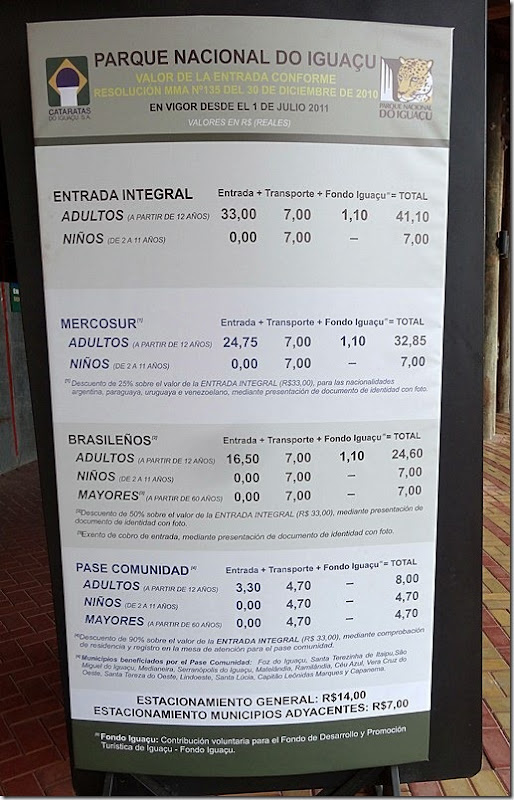 PARQUE NACIONAL DO IGUAÇU
VALOR DE LA ENTRADA CONFORME
RESOLUCIÓN MMA Nº135 DEL 30 DE DICIEMBRE DE 2010
EN VIGOR DESDE EL 1 DE JULIO 2011
VALORES EN R$ (REALES)
CATARATAS
DO IGUAÇU S.A.
PARQUE NACIONAL
DO IGUAÇU
ENTRADA INTEGRAL Entrada + Transporte + Fondo Iguaçu = TOTAL
ADULTOS (A PARTIR DE 12 AÑOS) 33,00 7,00 1,10 41,10
NIÑOS (DE 2 A 11 AÑOS) 0,00 7,00 – 7,00
MERCOSUR(1) Entrada + Transporte + Fondo Iguaçu = TOTAL
ADULTOS (A PARTIR DE 12 AÑOS) 24,75 7,00 1,10 32,85
NIÑOS (DE 2 A 11 AÑOS) 0,00 7,00 – 7,00
(1) Descuento de 25% sobre el valor de la ENTRADA INTEGRAL (R$33,00), para las nacionalidades
argentina, paraguaya, uruguaya e venezoelano, mediante presentación de documento de identidad con foto.
BRASILEÑOS(2) Entrada + Transporte + Fondo Iguaçu = TOTAL
ADULTOS (A PARTIR DE 12 AÑOS) 16,50 7,00 1,10 24,60
NIÑOS (DE 2 A 11 AÑOS) 0,00 7,00 – 7,00
MAYORES(3) (A PARTIR DE 60 AÑOS) 0,00 7,00 – 7,00
(2)Descuento de 50% sobre el valor de la ENTRADA INTEGRAL (R$ 33,00), mediante presentación de
documento de identidad con foto.
(3)Exento de cobro de entrada, mediante presentación de documento de identidad con foto.
PASE COMUNIDAD(4) Entrada + Transporte + Fondo Iguaçu = TOTAL
ADULTOS (A PARTIR DE 12 AÑOS) 3,30 4,70 – 8,00
NIÑOS (DE 2 A 11 AÑOS) 0,00 4,70 – 4,70
MAYORES (A PARTIR DE 60 AÑOS) 0,00 4,70 – 4,70
Descuento de 90% sobre el valor de la ENTRADA INTEGRAL (R$ 33,00), mediante comprobación
de residencia y registro en la mesa de atención para el pase comunidad.
Municipios beneficiados por el Pase Comunidad: Foz do Iguaçu, Santa Terezinha de Itaipu,São
Miguel do Iguaçu, Medianeira, Serranópolis do Iguaçu, Matelândia, Ramilândia, Céu Azul, Vera Cruz do
Oeste, Santa Tereza do Oeste, Lindoeste, Santa Lúcia, Capitão Leônidas Marques y Capanema.
ESTACIONAMIENTO GENERAL: R$14,00
ESTACIONAMIENTO MUNICIPIOS ADYACENTES: R$7,00
Fondo Iguaçu: Contribución voluntaria para el Fondo de Desarrollo y Promoción
Turística de Iguaçu - Fondo Iguaçu.